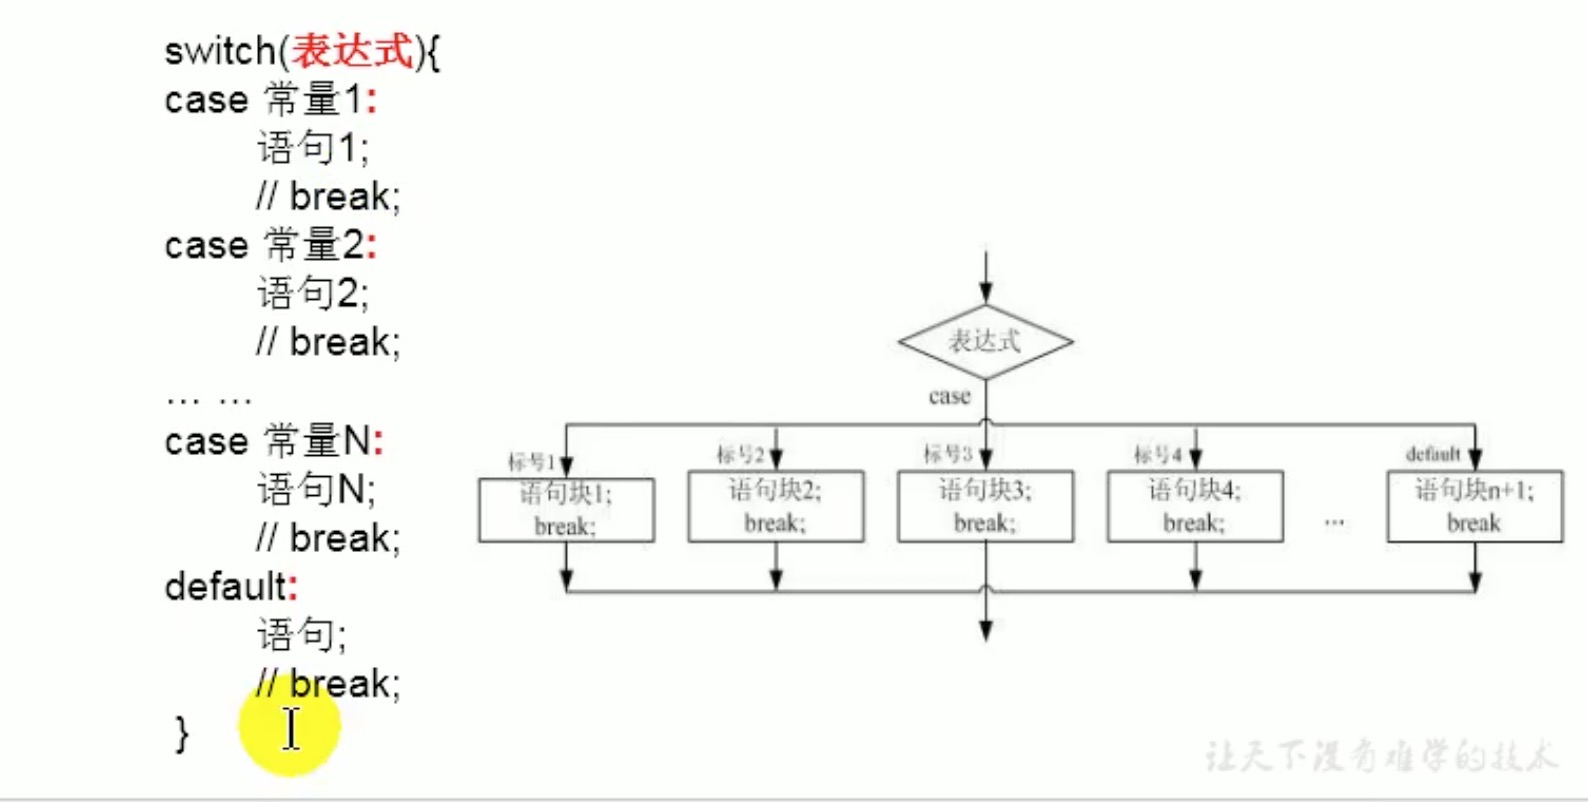 switch(表达式){
case 常量1:
语句1;
// break;
case 常量2:
语句2;
// break;
... ...
case 常量N:
语句N;
// break;
default:
语句;
// break;
}
表达式
case
标号1
语句块1;
break;
标号2
语句块2;
break;
标号3
语句块3;
break;
标号4
语句块4;
break;
...
default
语句块n+1;
break
让天下没有难学的技术